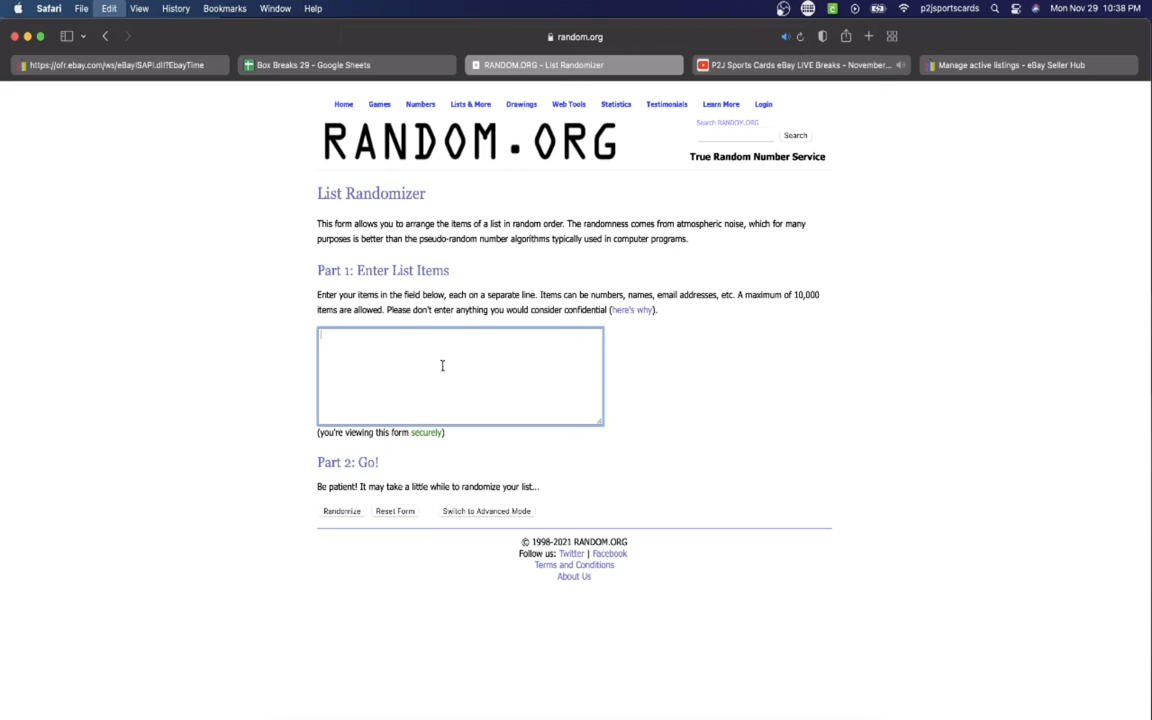 Safari File Edit View History Bookmarks Window Help p2jsportscards Mon Nov 29 10:38 PM
random.org
https://ofr.ebay.com/ws/eBayISAPI.dll?EbayTime
Box Breaks 29 - Google Sheets
RANDOM.ORG - List Randomizer
P2J Sports Cards eBay LIVE Breaks - November...
Manage active listings - eBay Seller Hub
Home Games Numbers Lists & More Drawings Web Tools Statistics Testimonials Learn More Login
RANDOM.ORG
Search RANDOM.ORG
Search
True Random Number Service
List Randomizer
This form allows you to arrange the items of a list in random order. The randomness comes from atmospheric noise, which for many
purposes is better than the pseudo-random number algorithms typically used in computer programs.
Part 1: Enter List Items
Enter your items in the field below, each on a separate line. Items can be numbers, names, email addresses, etc. A maximum of 10,000
items are allowed. Please don't enter anything you would consider confidential (here's why).
(you're viewing this form securely)
Part 2: Go!
Be patient! It may take a little while to randomize your list...
Randomize Reset Form Switch to Advanced Mode
© 1998-2021 RANDOM.ORG
Follow us: Twitter | Facebook
Terms and Conditions
About Us